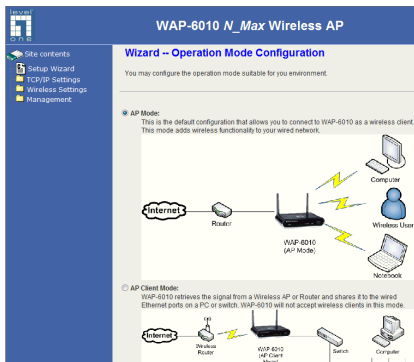 level
one
WAP-6010 N_Max Wireless AP
Site contents
Setup Wizard
TCP/IP Settings
Wireless Settings
Management
Wizard -- Operation Mode Configuration
You may configure the operation mode suitable for you environment.
AP Mode:
This is the default configuration that allows you to connect to WAP-6010 as a wireless client.
This mode adds wireless functionality to your wired network.
Internet
Router
WAP-6010
(AP Mode)
Computer
Wireless User
Notebook
AP Client Mode:
WAP-6010 retrieves the signal from a Wireless AP or Router and shares it to the wired
Ethernet ports on a PC or switch. WAP-6010 will not accept wireless clients in this mode.
Internet
Wireless
Router
WAP-6010
(AP Client
Mode)
Switch
Computer